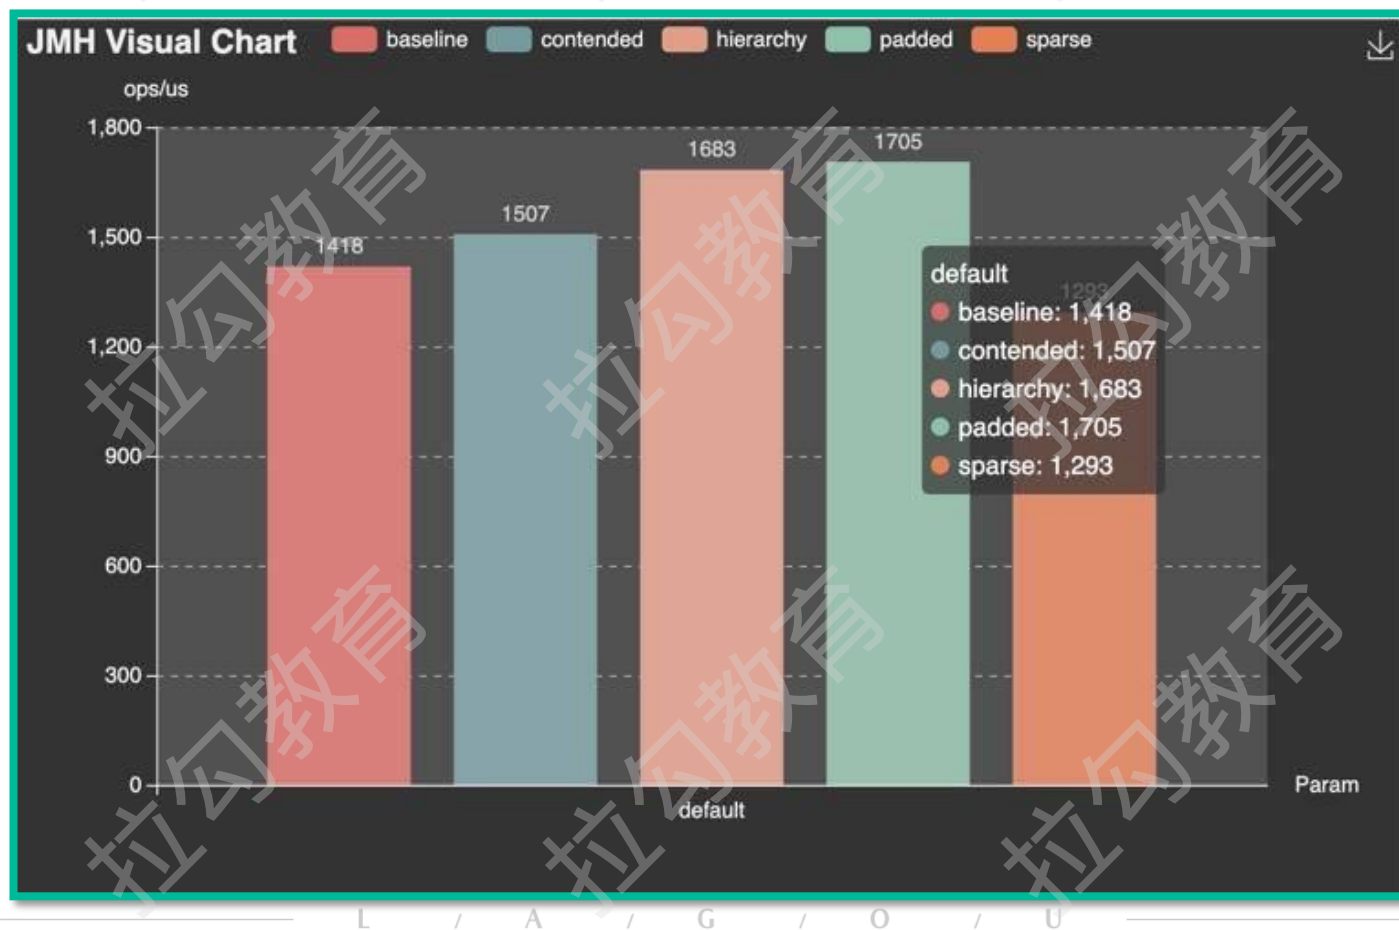 JMH Visual Chart baseline contended hierarchy padded sparse
ops/us
1,800
1,500
1,200
900
600
300
0
1418
1507
1683
1705
1293
default
baseline: 1,418
contended: 1,507
hierarchy: 1,683
padded: 1,705
sparse: 1,293
default
Param
拉勾教育
拉勾教育
拉勾教育
拉勾教育
拉勾教育
拉勾教育
L / A / G / O / U